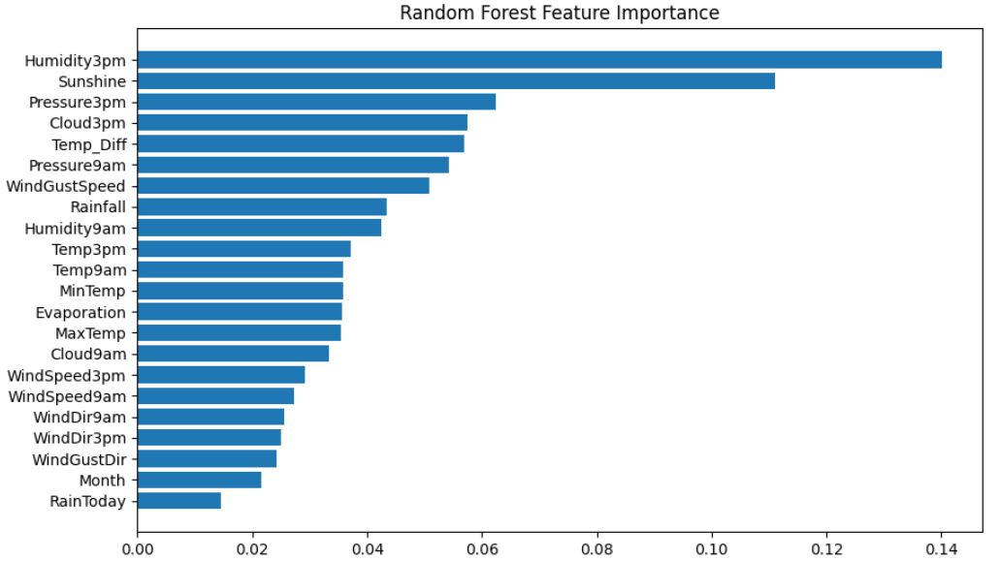 Random Forest Feature Importance
Humidity3pm
Sunshine
Pressure3pm
Cloud3pm
Temp_Diff
Pressure9am
WindGustSpeed
Rainfall
Humidity9am
Temp3pm
Temp9am
MinTemp
Evaporation
MaxTemp
Cloud9am
WindSpeed3pm
WindSpeed9am
WindDir9am
WindDir3pm
WindGustDir
Month
RainToday
0.00 0.02 0.04 0.06 0.08 0.10 0.12 0.14